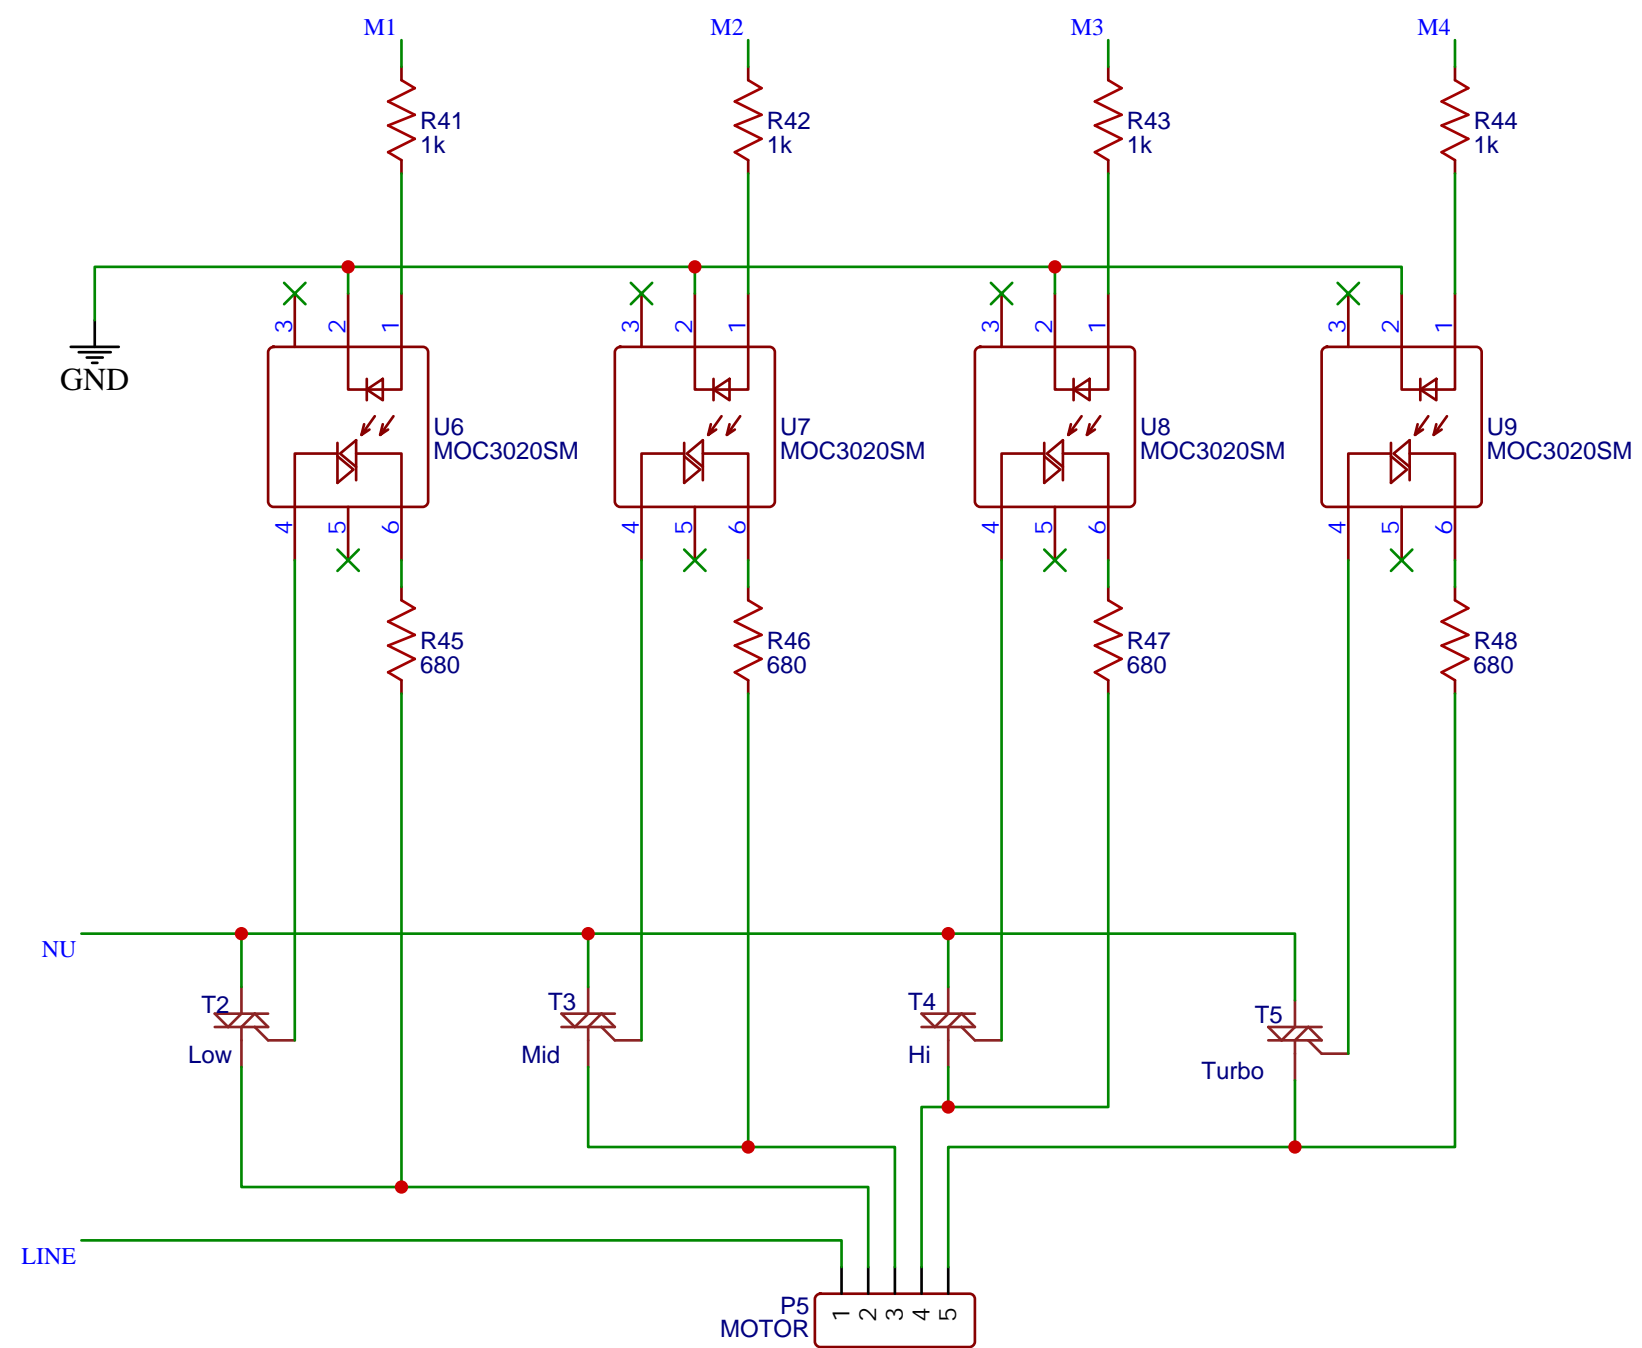 M1
M2
M3
M4
R41
1k
R42
1k
R43
1k
R44
1k
GND
3
2
1
3
2
1
3
2
1
3
2
1
U6
MOC3020SM
U7
MOC3020SM
U8
MOC3020SM
U9
MOC3020SM
4
5
6
4
5
6
4
5
6
4
5
6
R45
680
R46
680
R47
680
R48
680
NU
T2
Low
T3
Mid
T4
Hi
T5
Turbo
LINE
P5
MOTOR
1
2
3
4
5